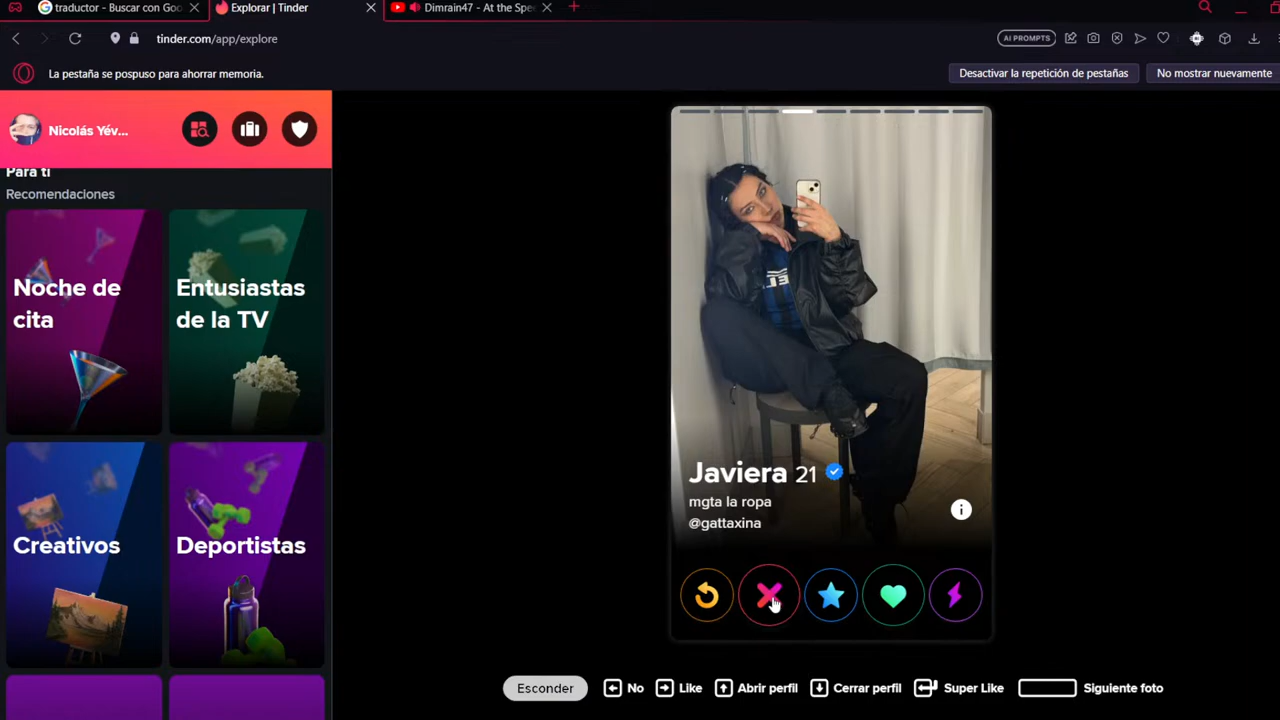 traductor - Buscar con Goo
Explorar | Tinder
Dimrain47 - At the Spe
tinder.com/app/explore
AI PROMPTS
La pestaña se pospuso para ahorrar memoria.
Desactivar la repetición de pestañas
No mostrar nuevamente
Nicolás Yév...
Para ti
Recomendaciones
Noche de
cita
Entusiastas
de la TV
Creativos
Deportistas
Javiera 21
mgta la ropa
@gattaxina
Esconder
No
Like
Abrir perfil
Cerrar perfil
Super Like
Siguiente foto